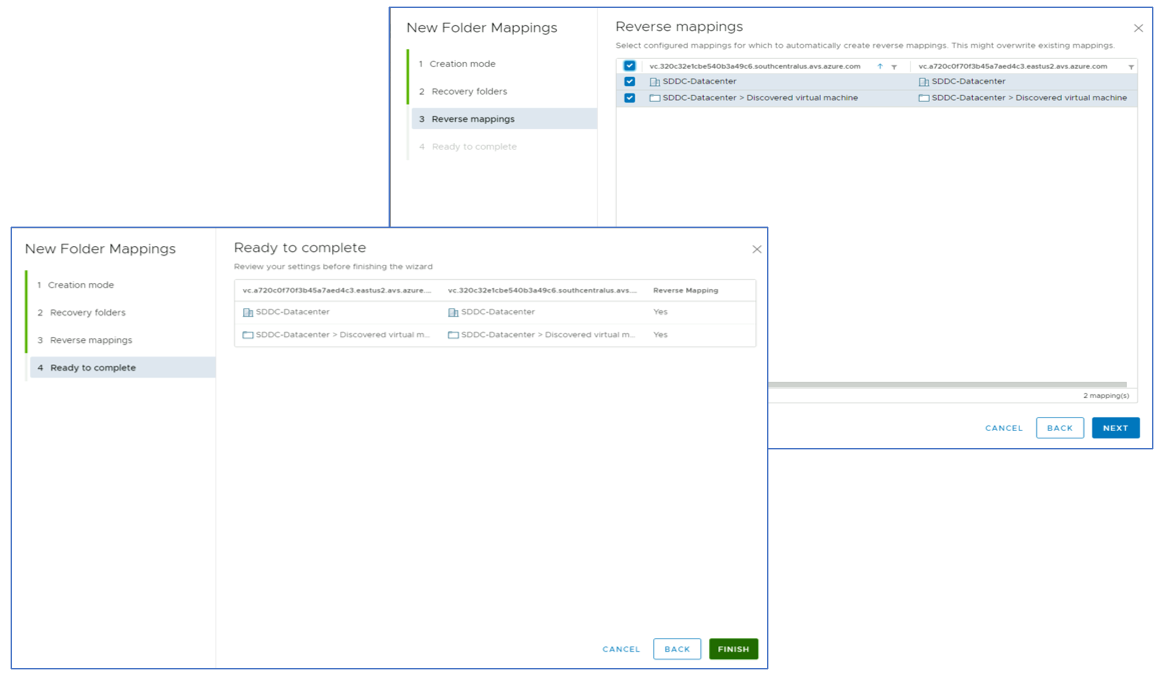 New Folder Mappings
1 Creation mode
2 Recovery folders
3 Reverse mappings
4 Ready to complete
Reverse mappings
Select configured mappings for which to automatically create reverse mappings. This might overwrite existing mappings.
vc.320c32e1cbe540b3a49c6.southcentralus.avs.azure.com vc.a720c0f70f3b45a7aed4c3.eastus2.avs.azure.com
SDDC-Datacenter SDDC-Datacenter
SDDC-Datacenter > Discovered virtual machine SDDC-Datacenter > Discovered virtual machine
2 mapping(s)
CANCEL BACK NEXT
New Folder Mappings
1 Creation mode
2 Recovery folders
3 Reverse mappings
4 Ready to complete
Ready to complete
Review your settings before finishing the wizard
vc.a720c0f70f3b45a7aed4c3.eastus2.avs.azure.... vc.320c32e1cbe540b3a49c6.southcentralus.avs.... Reverse Mapping
SDDC-Datacenter SDDC-Datacenter Yes
SDDC-Datacenter > Discovered virtual m... SDDC-Datacenter > Discovered virtual m... Yes
CANCEL BACK FINISH